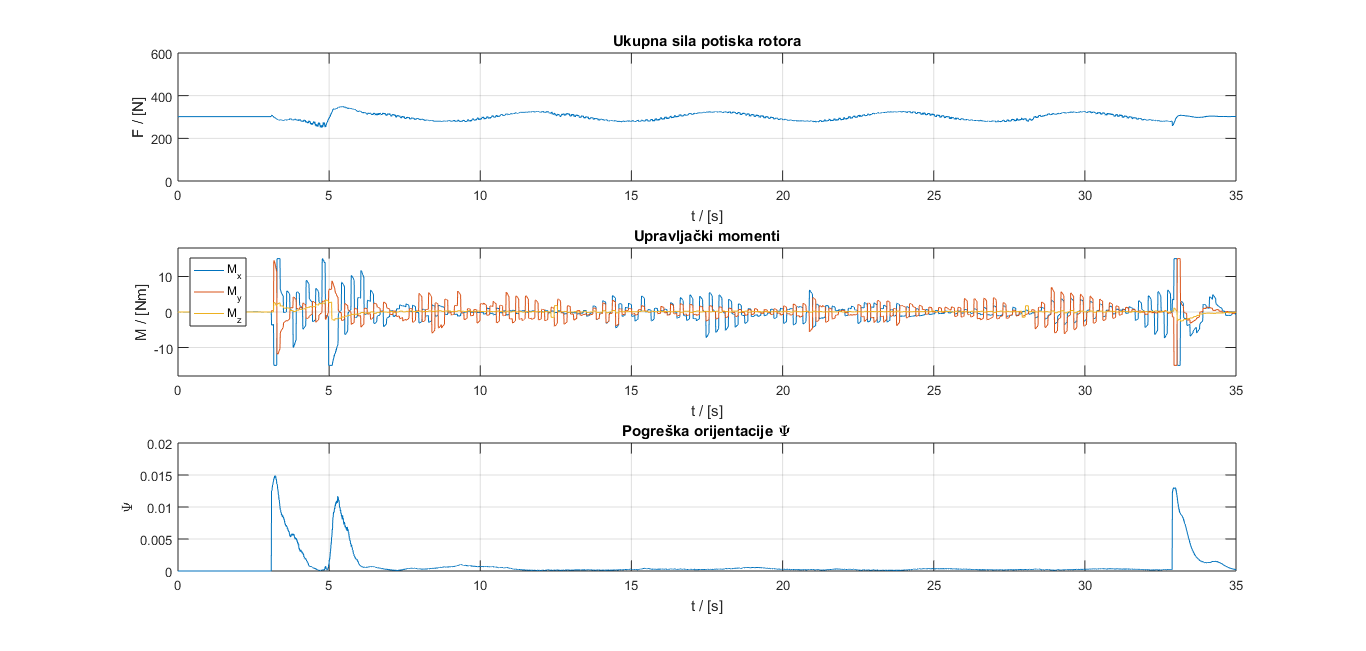 Ukupna sila potiska rotora
600
400
200
0
F / [N]
0 5 10 15 20 25 30 35
t / [s]
Upravljački momenti
10
0
-10
M / [Nm]
Mx
My
Mz
0 5 10 15 20 25 30 35
t / [s]
Pogreška orijentacije Ψ
0.02
0.015
0.01
0.005
0
Ψ
0 5 10 15 20 25 30 35
t / [s]